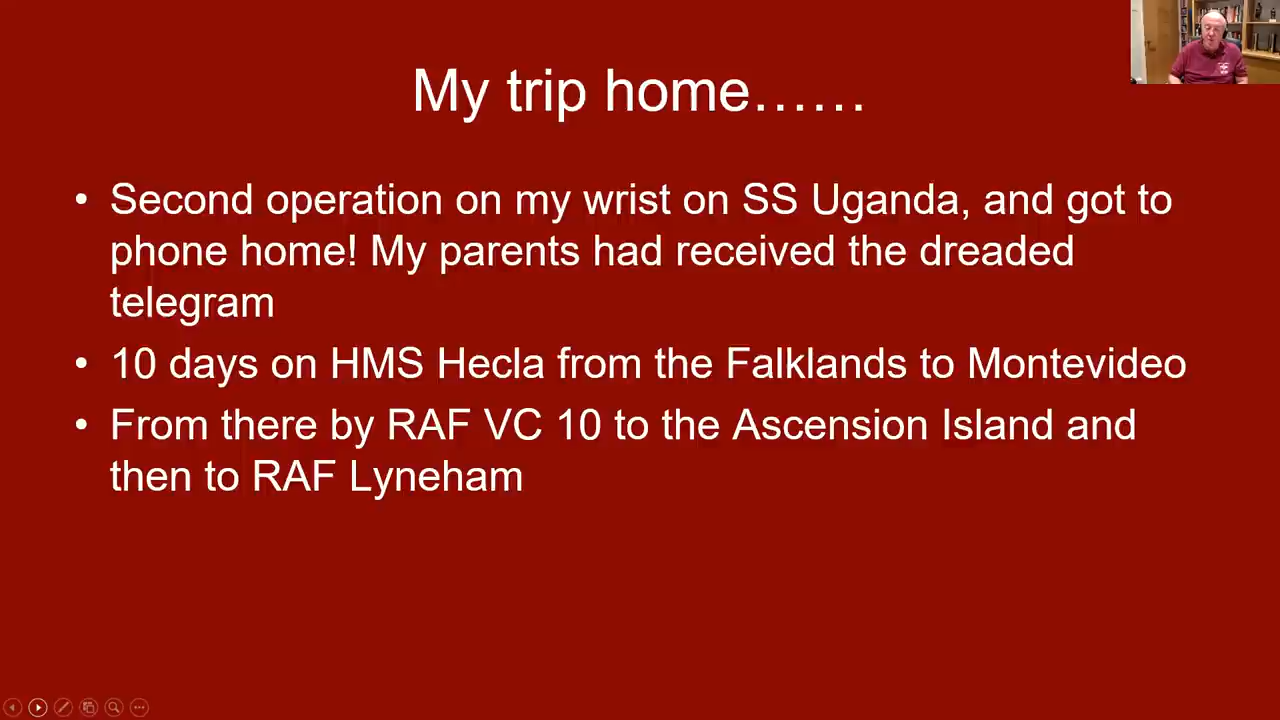 My trip home......
• Second operation on my wrist on SS Uganda, and got to
phone home! My parents had received the dreaded
telegram
• 10 days on HMS Hecla from the Falklands to Montevideo
• From there by RAF VC 10 to the Ascension Island and
then to RAF Lyneham